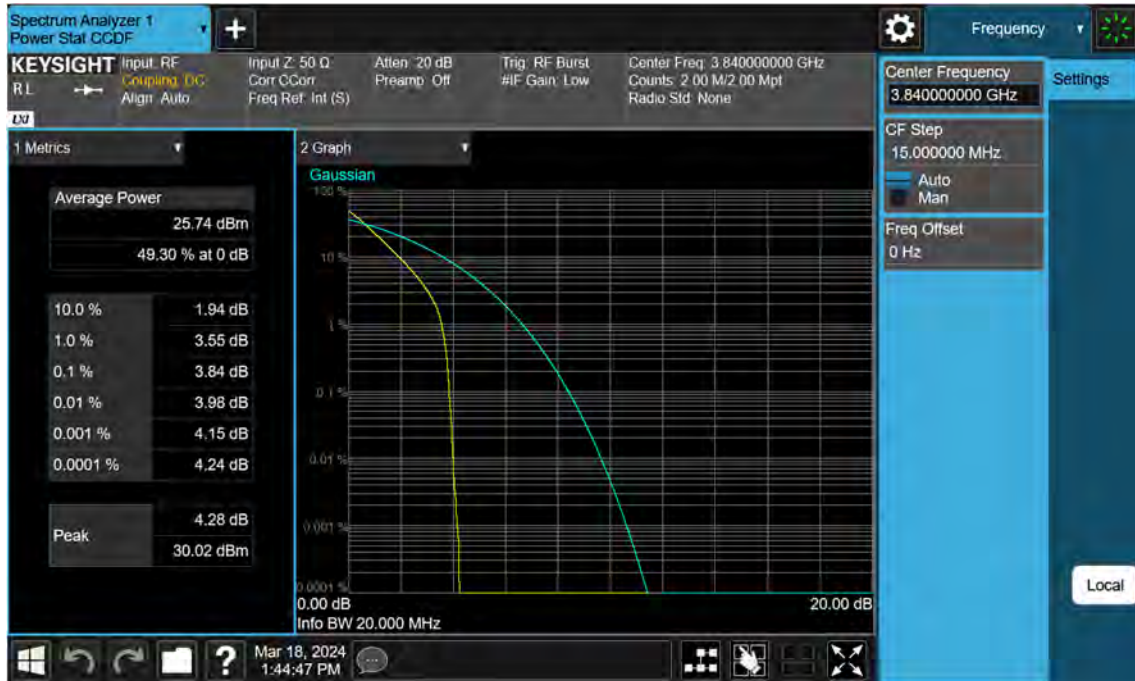 Spectrum Analyzer 1
Power Stat CCDF
+
Frequency
KEYSIGHT
RL
LXI
Input: RF
Coupling: DC
Align: Auto
Input Z: 50 Ω
Corr CCorr
Freq Ref: Int (S)
Atten: 20 dB
Preamp: Off
Trig: RF Burst
#IF Gain: Low
Center Freq: 3.840000000 GHz
Counts: 2.00 M/2.00 Mpt
Radio Std: None
Center Frequency
3.840000000 GHz
Settings
CF Step
15.000000 MHz
Auto
Man
Freq Offset
0 Hz
1 Metrics
Average Power
25.74 dBm
49.30 % at 0 dB
10.0 % 1.94 dB
1.0 % 3.55 dB
0.1 % 3.84 dB
0.01 % 3.98 dB
0.001 % 4.15 dB
0.0001 % 4.24 dB
Peak
4.28 dB
30.02 dBm
2 Graph
Gaussian
100 %
10 %
1 %
0.1 %
0.01 %
0.001 %
0.0001 %
0.00 dB 20.00 dB
Info BW 20.000 MHz
Local
?
Mar 18, 2024
1:44:47 PM